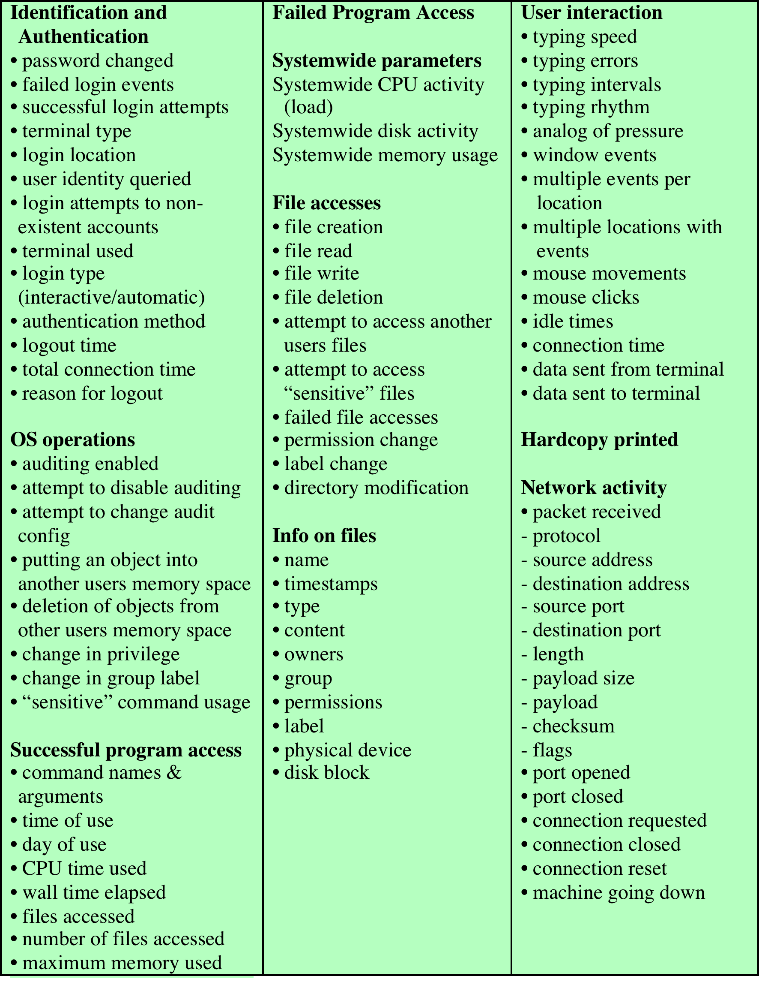 Identification and
Authentication
• password changed
• failed login events
• successful login attempts
• terminal type
• login location
• user identity queried
• login attempts to non-
existent accounts
• terminal used
• login type
(interactive/automatic)
• authentication method
• logout time
• total connection time
• reason for logout
OS operations
• auditing enabled
• attempt to disable auditing
• attempt to change audit
config
• putting an object into
another users memory space
• deletion of objects from
other users memory space
• change in privilege
• change in group label
• “sensitive” command usage
Successful program access
• command names &
arguments
• time of use
• day of use
• CPU time used
• wall time elapsed
• files accessed
• number of files accessed
• maximum memory used
Failed Program Access
Systemwide parameters
Systemwide CPU activity
(load)
Systemwide disk activity
Systemwide memory usage
File accesses
• file creation
• file read
• file write
• file deletion
• attempt to access another
users files
• attempt to access
“sensitive” files
• failed file accesses
• permission change
• label change
• directory modification
Info on files
• name
• timestamps
• type
• content
• owners
• group
• permissions
• label
• physical device
• disk block
User interaction
• typing speed
• typing errors
• typing intervals
• typing rhythm
• analog of pressure
• window events
• multiple events per
location
• multiple locations with
events
• mouse movements
• mouse clicks
• idle times
• connection time
• data sent from terminal
• data sent to terminal
Hardcopy printed
Network activity
• packet received
- protocol
- source address
- destination address
- source port
- destination port
- length
- payload size
- payload
- checksum
- flags
• port opened
• port closed
• connection requested
• connection closed
• connection reset
• machine going down